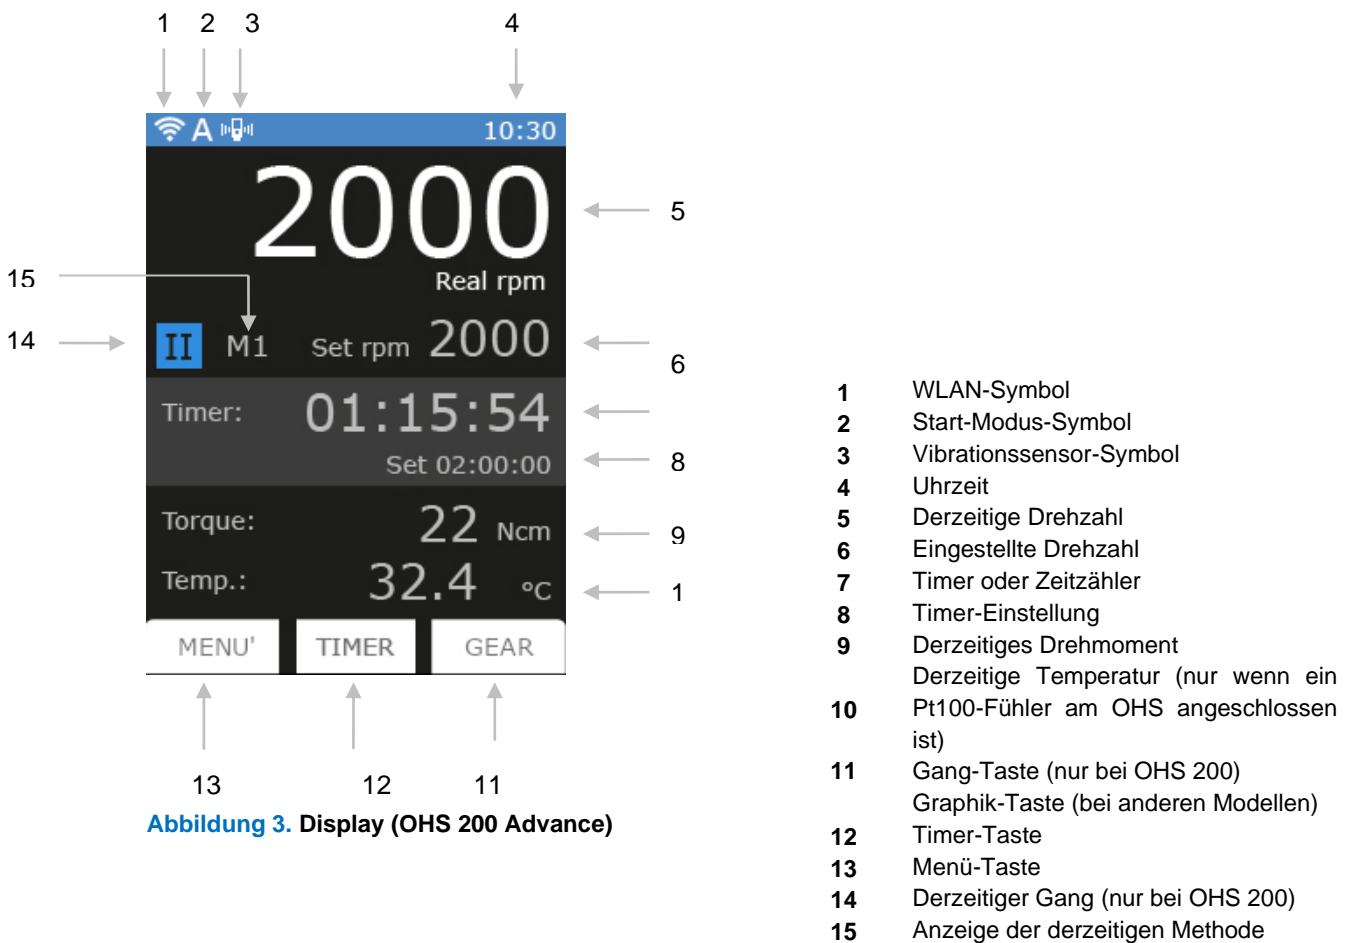 1 2 3 4
A 10:30
2000
5
Real rpm
15
14
II M1 Set rpm 2000
6
Timer: 01:15:54
Set 02:00:00
8
Torque: 22 Ncm
9
Temp.: 32.4 °C
1
MENU' TIMER GEAR
13 12 11
Abbildung 3. Display (OHS 200 Advance)
1 WLAN-Symbol
2 Start-Modus-Symbol
3 Vibrationssensor-Symbol
4 Uhrzeit
5 Derzeitige Drehzahl
6 Eingestellte Drehzahl
7 Timer oder Zeitzähler
8 Timer-Einstellung
9 Derzeitiges Drehmoment
Derzeitige Temperatur (nur wenn ein
10 Pt100-Fühler am OHS angeschlossen
ist)
11 Gang-Taste (nur bei OHS 200)
Graphik-Taste (bei anderen Modellen)
12 Timer-Taste
13 Menü-Taste
14 Derzeitiger Gang (nur bei OHS 200)
15 Anzeige der derzeitigen Methode